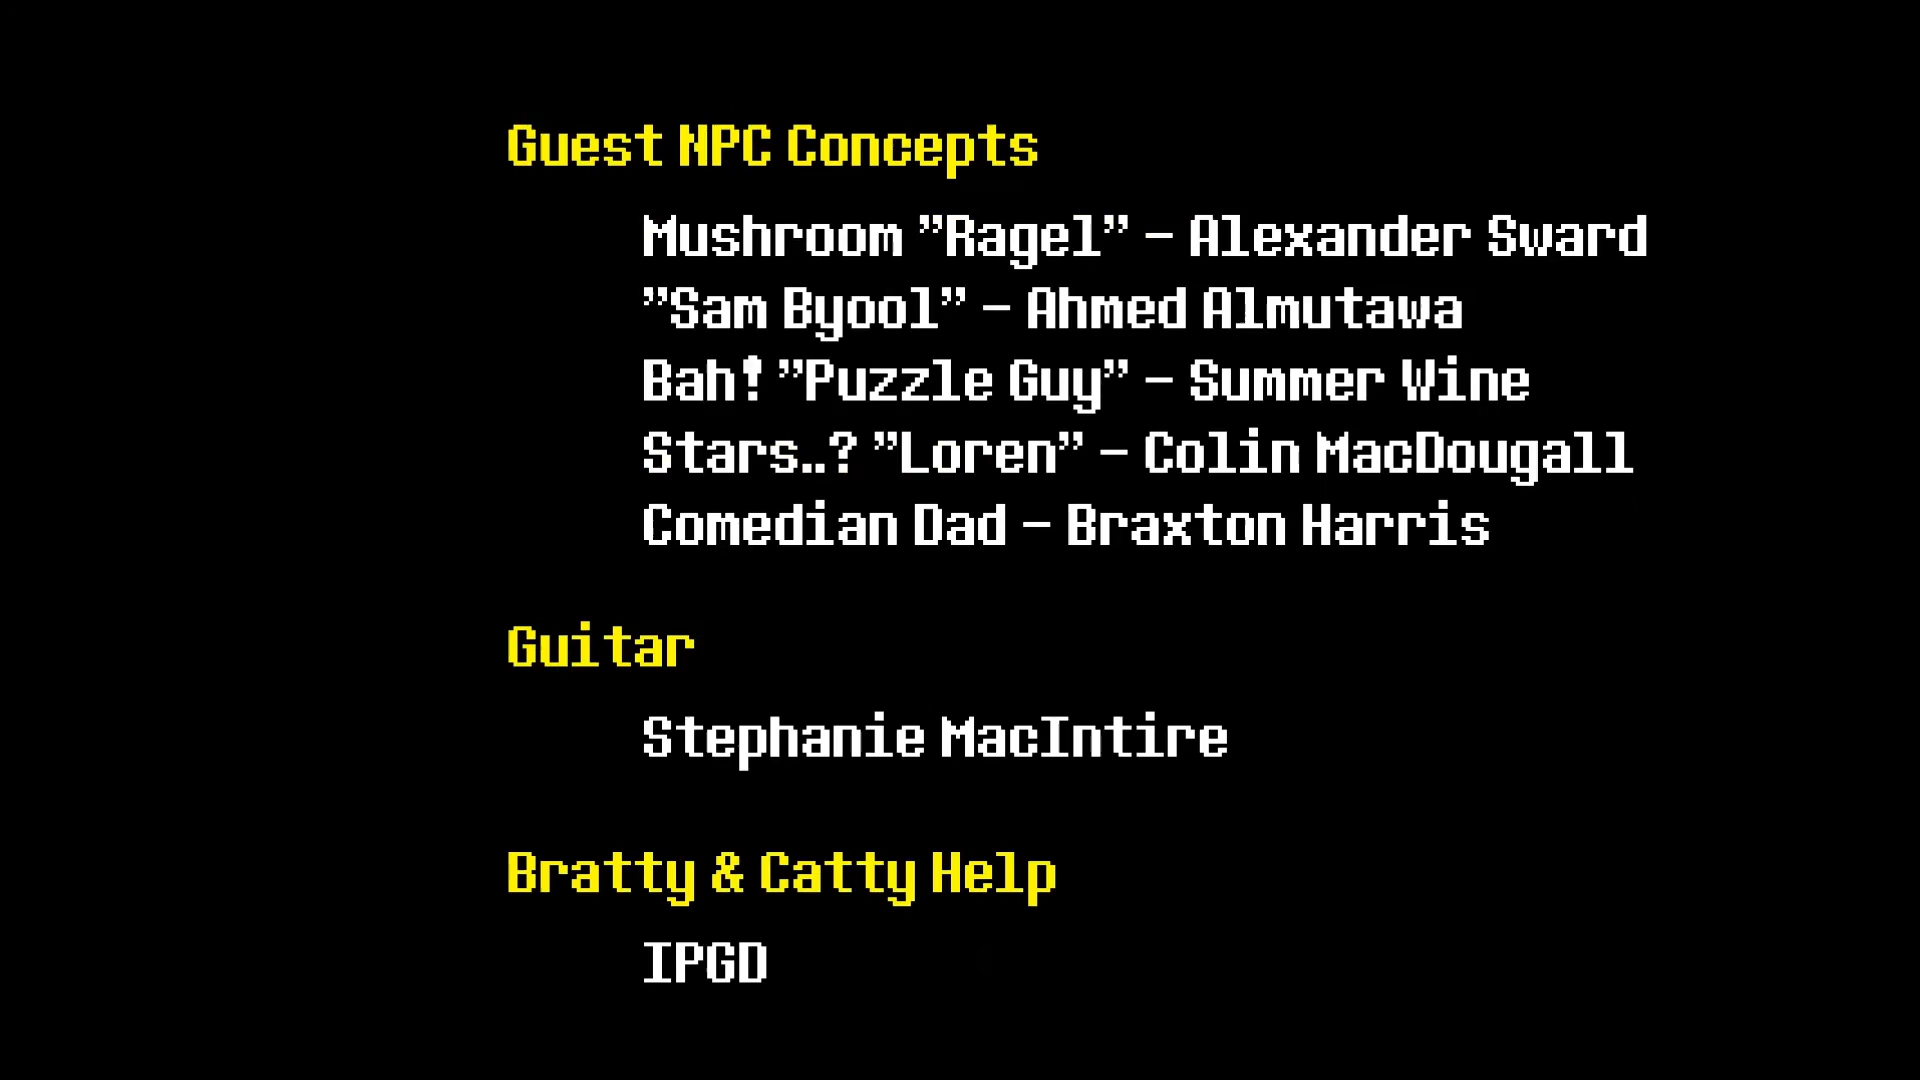 Guest NPC Concepts
Mushroom "Ragel" - Alexander Sward
"Sam Byool" - Ahmed Almutawa
Bah! "Puzzle Guy" - Summer Wine
Stars..? "Loren" - Colin MacDougall
Comedian Dad - Braxton Harris
Guitar
Stephanie MacIntire
Bratty & Catty Help
IPGD